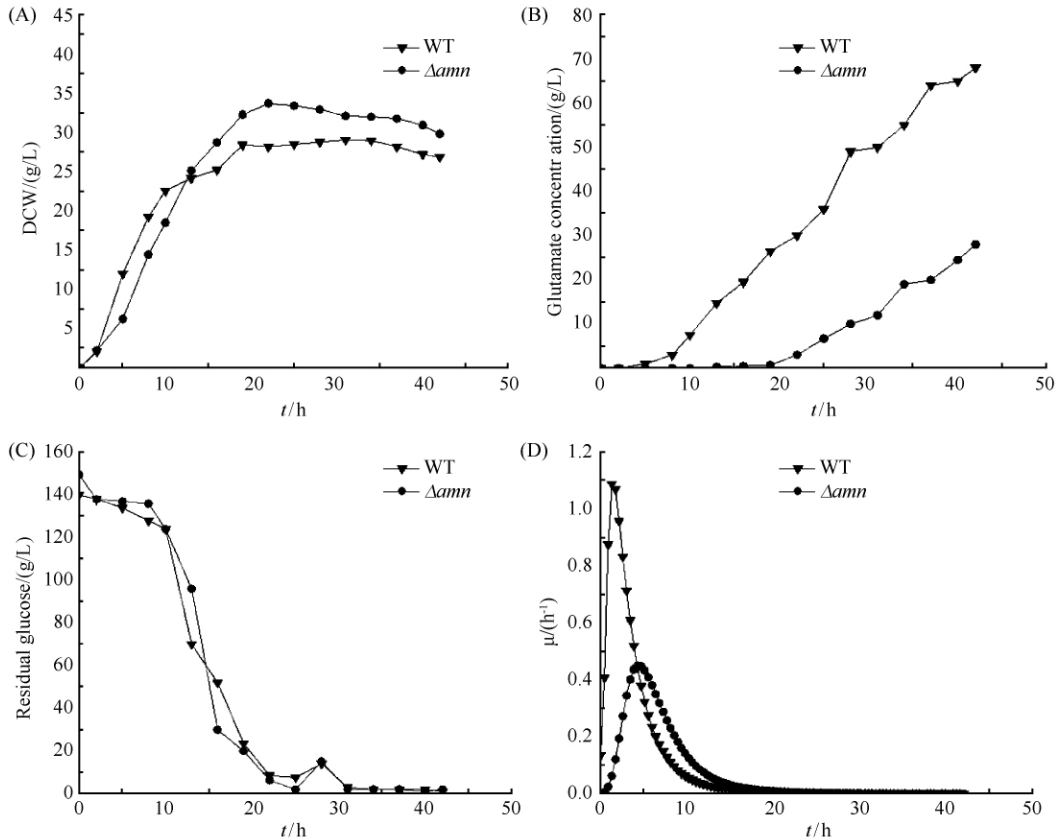 (A)
45
40
35
30
25
20
15
10
5
DCW/(g/L)
WT
Δamn
0 10 20 30 40 50
t/h
(B)
80
70
60
50
40
30
20
10
Glutamate concentr ation/(g/L)
WT
Δamn
0 10 20 30 40 50
t/h
(C)
160
140
120
100
80
60
40
20
0
Residual glucose/(g/L)
WT
Δamn
0 10 20 30 40 50
t/h
(D)
1.2
1.0
0.8
0.6
0.4
0.2
0.0
μ/(h⁻¹)
WT
Δamn
0 10 20 30 40 50
t/h